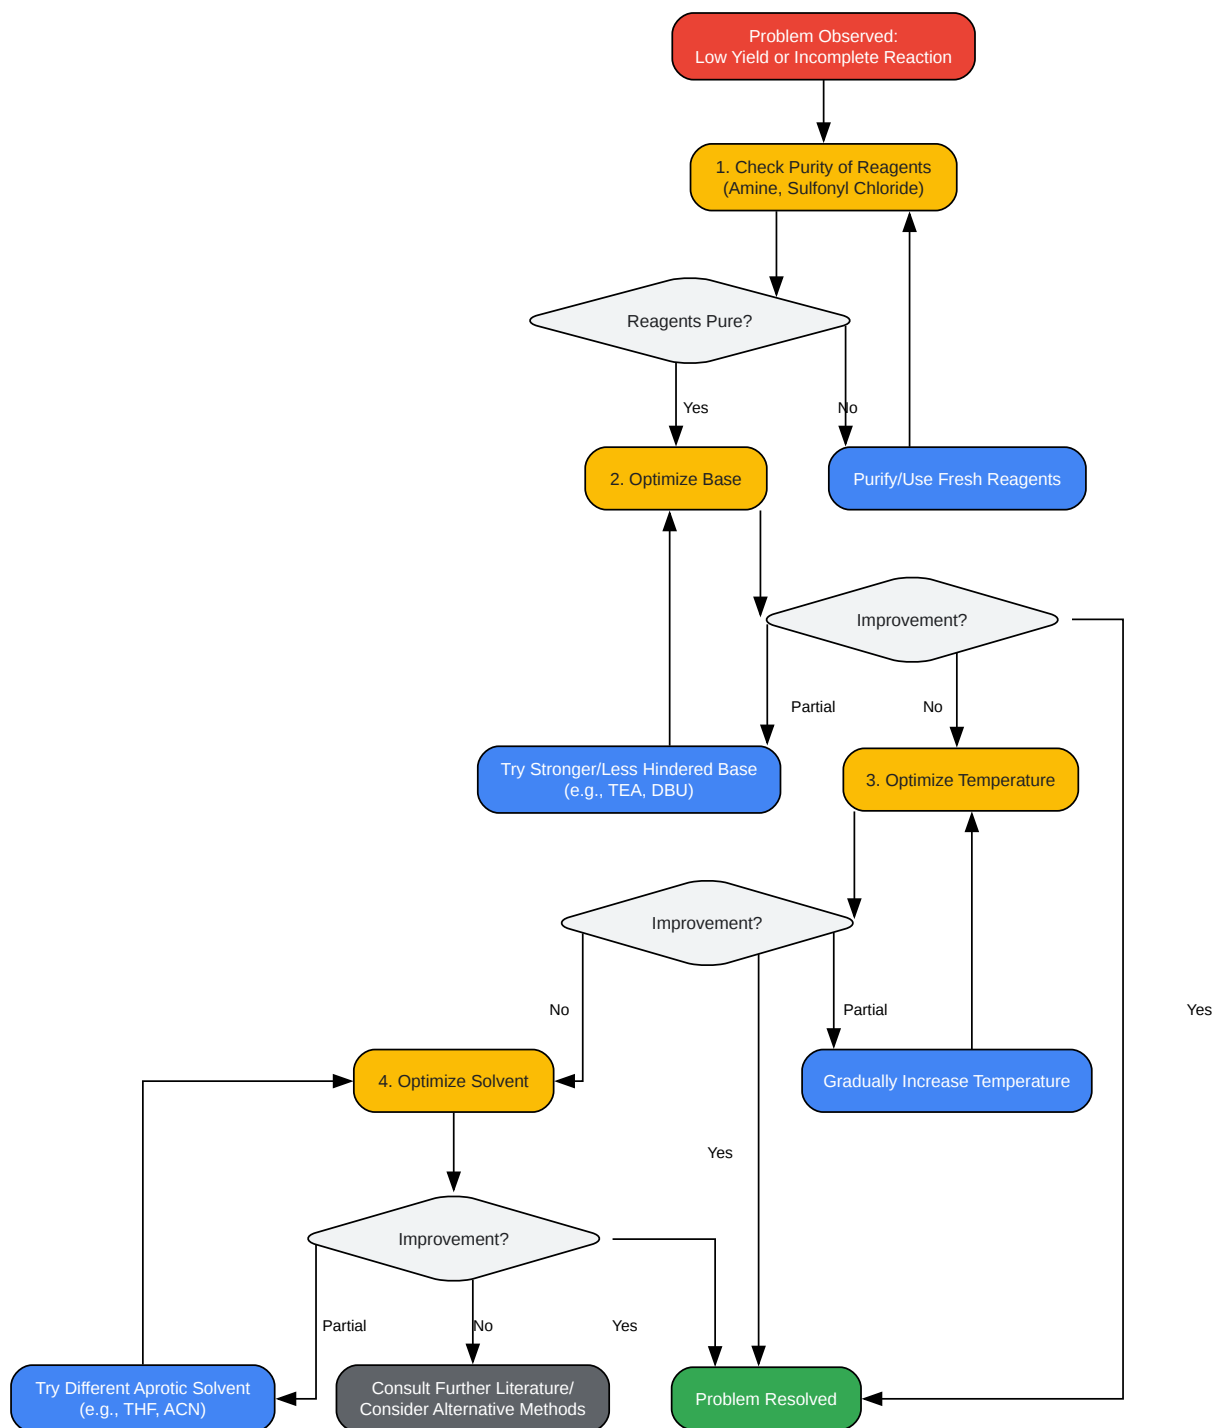 Problem Observed:
Low Yield or Incomplete Reaction
1. Check Purity of Reagents
(Amine, Sulfonyl Chloride)
Reagents Pure?
Yes
No
2. Optimize Base
Purify/Use Fresh Reagents
Improvement?
Partial
No
Try Stronger/Less Hindered Base
(e.g., TEA, DBU)
3. Optimize Temperature
Improvement?
No
Partial
Yes
4. Optimize Solvent
Gradually Increase Temperature
Yes
Improvement?
Partial
No
Yes
Try Different Aprotic Solvent
(e.g., THF, ACN)
Consult Further Literature/
Consider Alternative Methods
Problem Resolved